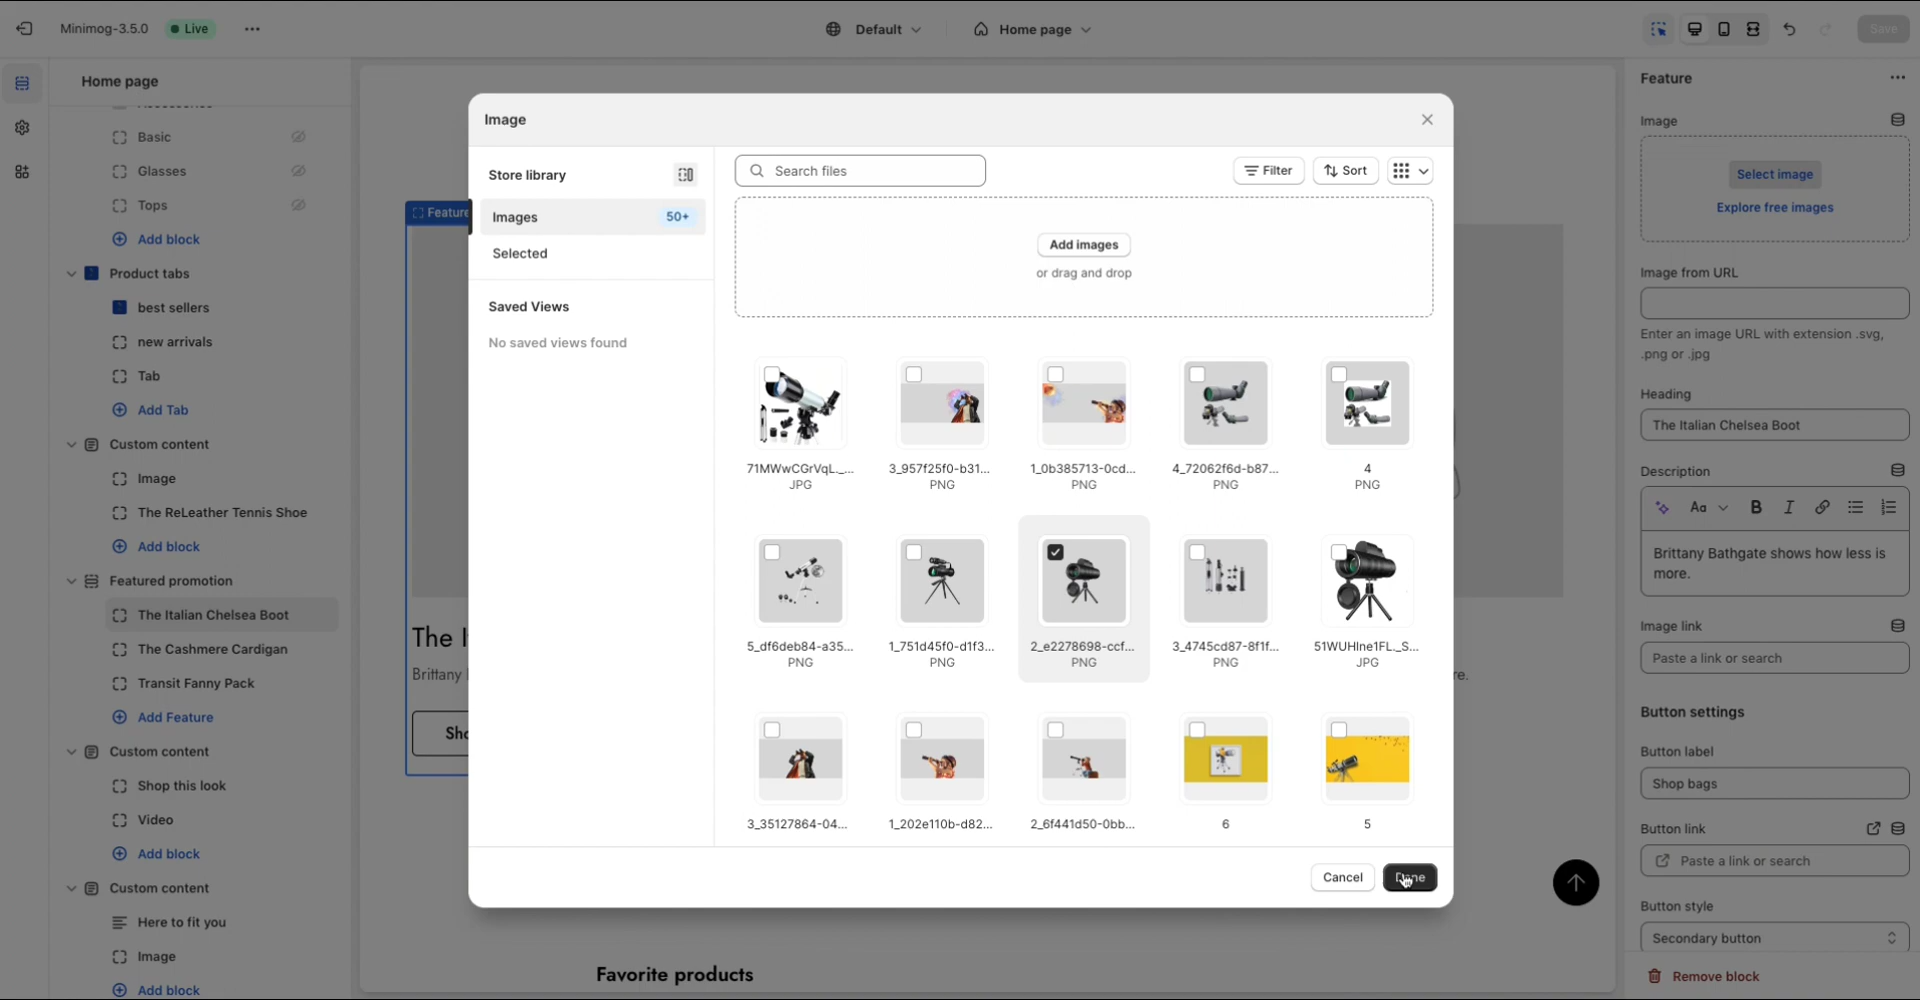 Minimog-3.5.0
Live
Default
Home page
Save
Home page
Basic
Glasses
Tops
Add block
Product tabs
best sellers
new arrivals
Tab
Add Tab
Custom content
Image
The ReLeather Tennis Shoe
Add block
Featured promotion
The Italian Chelsea Boot
The Cashmere Cardigan
Transit Fanny Pack
Add Feature
Custom content
Shop this look
Video
Add block
Custom content
Here to fit you
Image
Add block
Feature
The I
Brittany
Sho
re.
Favorite products
Image
Store library
Images
50+
Selected
Saved Views
No saved views found
Search files
Filter
Sort
Add images
or drag and drop
71MWwCGrVqL._...
JPG
3_957f25f0-b31...
PNG
1_0b385713-0cd...
PNG
4_72062f6d-b87...
PNG
4
PNG
5_df6deb84-a35...
PNG
1_751d45f0-d1f3...
PNG
2_e2278698-ccf...
PNG
3_4745cd87-8f1f...
PNG
51WUHlne1FL._S...
JPG
3_35127864-04...
1_202e110b-d82...
2_6f441d50-0bb...
6
5
Cancel
Done
Feature
Image
Select image
Explore free images
Image from URL
Enter an image URL with extension .svg,
.png or .jpg
Heading
The Italian Chelsea Boot
Description
Aa
B
I
Brittany Bathgate shows how less is
more.
Image link
Paste a link or search
Button settings
Button label
Shop bags
Button link
Paste a link or search
Button style
Secondary button
Remove block